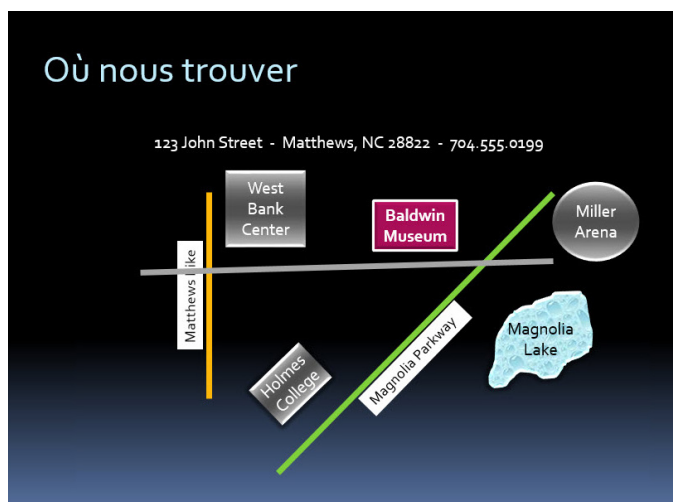 Où nous trouver
123 John Street - Matthews, NC 28822 - 704.555.0199
West
Bank
Center
Baldwin
Museum
Miller
Arena
Matthews Pike
Magnolia
Lake
Magnolia Parkway
Holmes
College